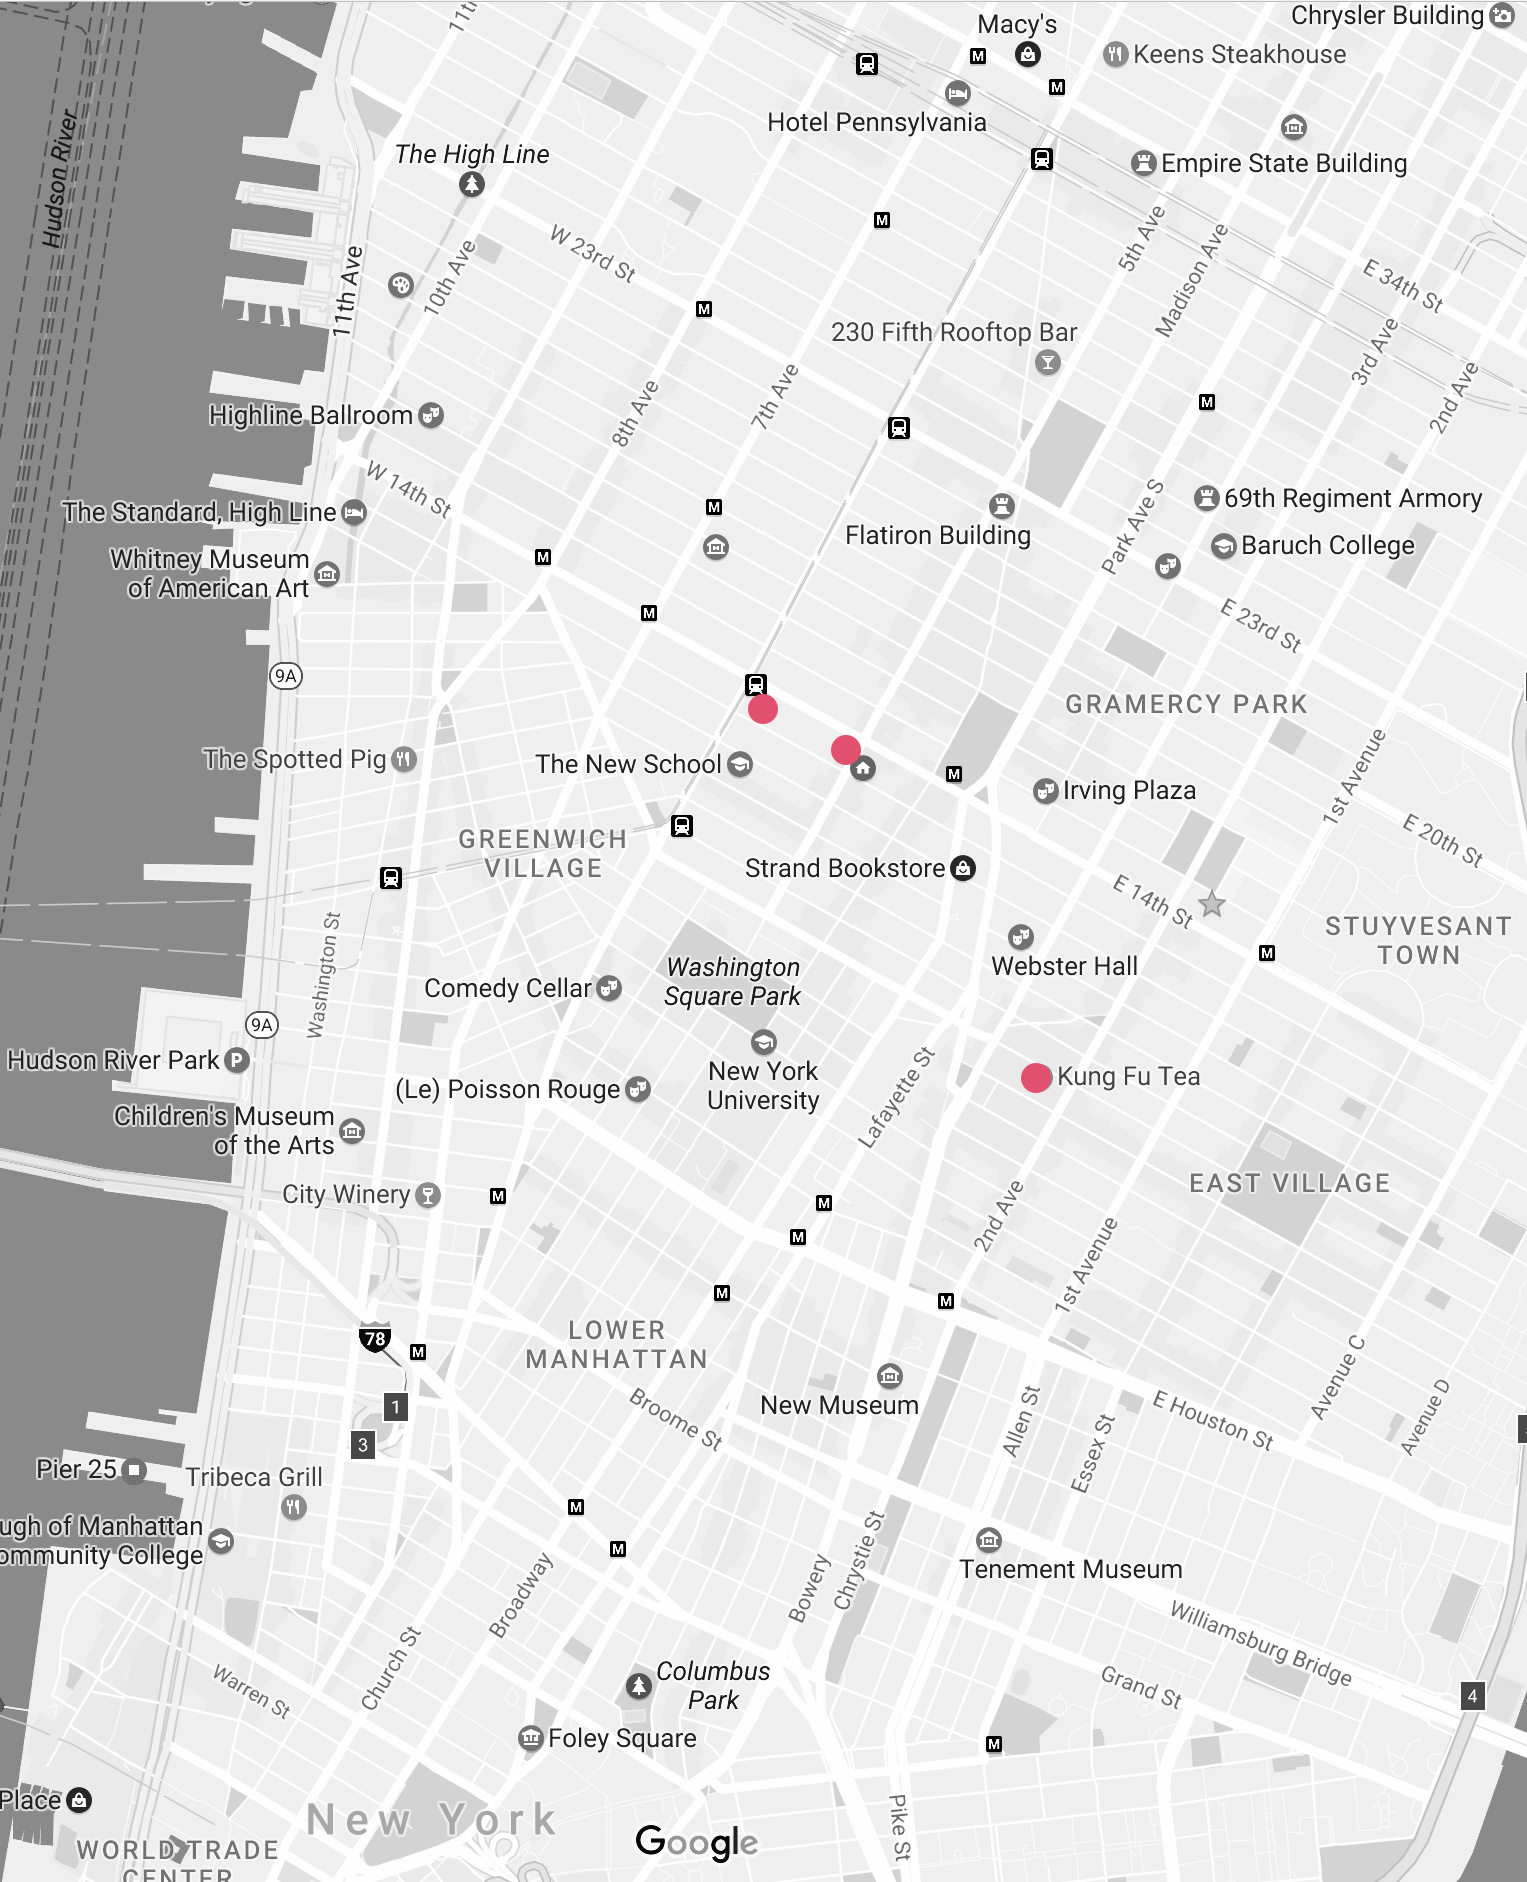 11th
Macy's
Chrysler Building
Keens Steakhouse
Hotel Pennsylvania
Hudson River
The High Line
Empire State Building
W 23rd St
5th Ave
Madison Ave
E 34th St
10th Ave
11th Ave
230 Fifth Rooftop Bar
3rd Ave
2nd Ave
7th Ave
8th Ave
Highline Ballroom
W 14th St
The Standard, High Line
Flatiron Building
Park Ave S
69th Regiment Armory
Baruch College
Whitney Museum
of American Art
E 23rd St
9A
GRAMERCY PARK
The Spotted Pig
The New School
Irving Plaza
1st Avenue
E 20th St
GREENWICH
VILLAGE
Strand Bookstore
E 14th St
STUYVESANT
TOWN
Washington St
Webster Hall
Washington
Square Park
Comedy Cellar
9A
Hudson River Park
New York
University
Lafayette St
Kung Fu Tea
(Le) Poisson Rouge
Children's Museum
of the Arts
City Winery
EAST VILLAGE
2nd Ave
1st Avenue
78
LOWER
MANHATTAN
1
3
New Museum
Broome St
Allen St
Essex St
E Houston St
Avenue C
Avenue D
Pier 25
Tribeca Grill
ugh of Manhattan
ommunity College
Tenement Museum
Broadway
Bowery
Chrystie St
Williamsburg Bridge
Warren St
Church St
Columbus
Park
Grand St
4
Foley Square
Place
New York
Google
Pike St
WORLD TRADE
CENTER